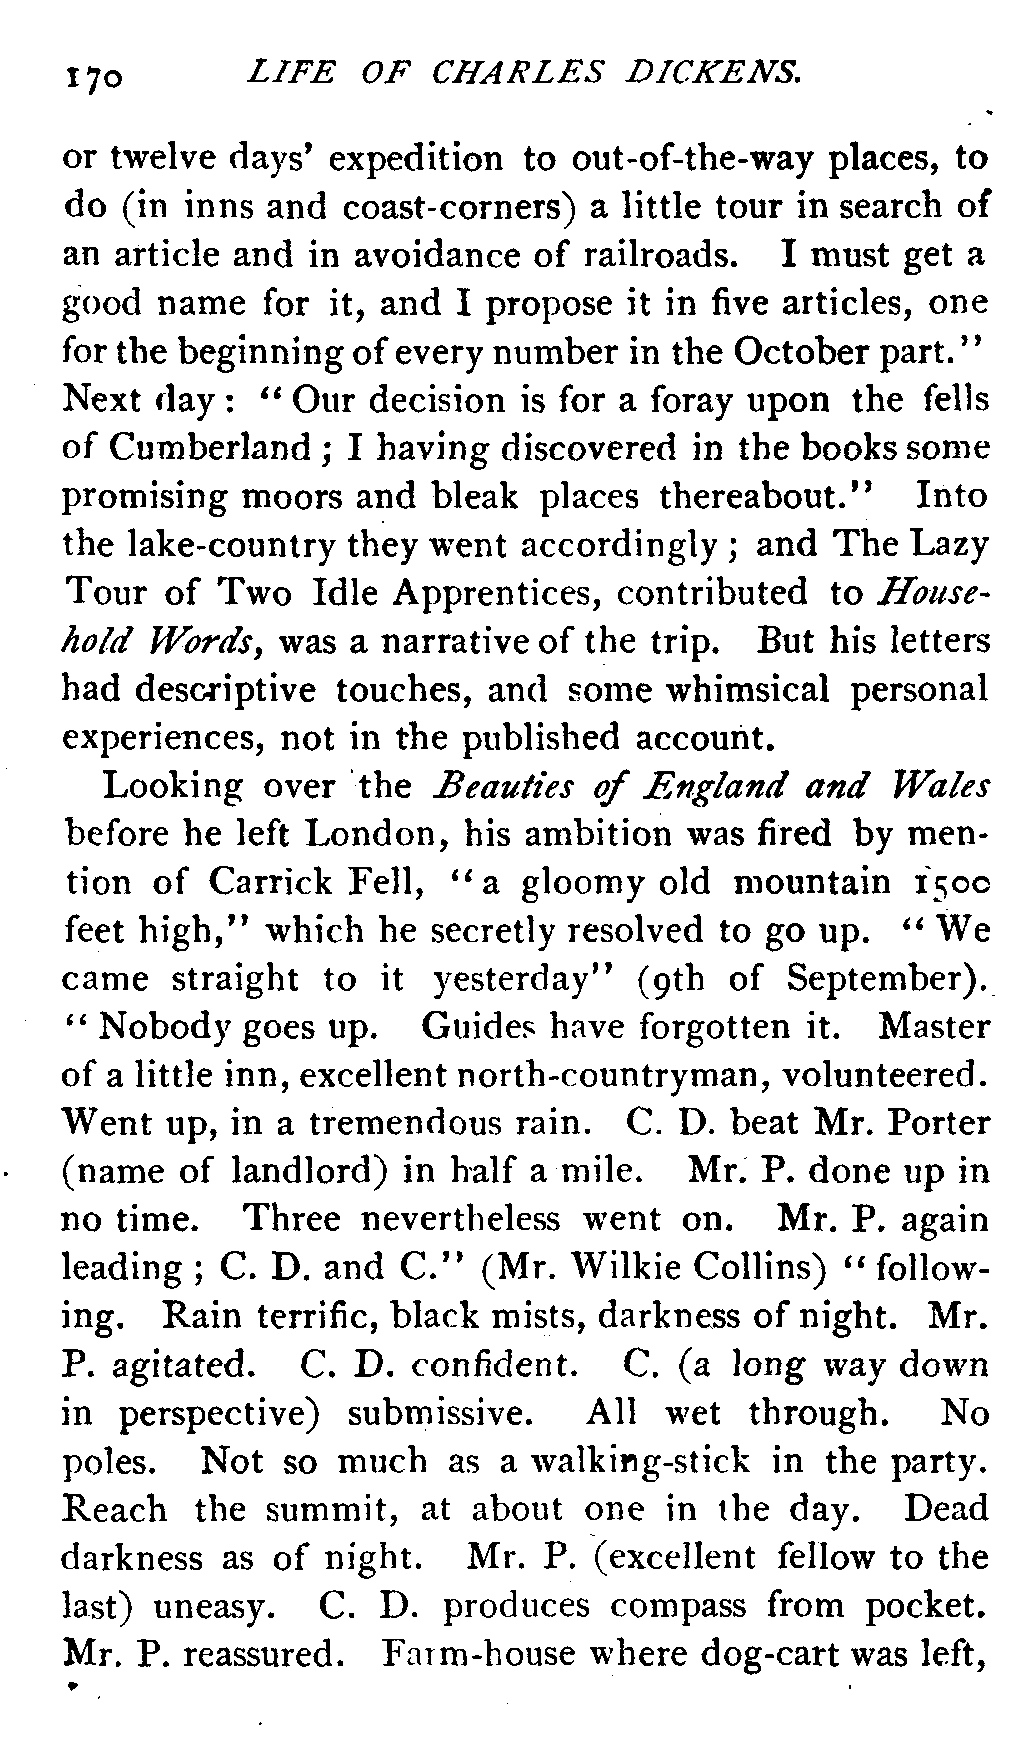 170 LIFE OF CHARLES DICKENS.
or twelve days' expedition to out-of-the-way places, to
do (in inns and coast-corners) a little tour in search of
an article and in avoidance of railroads. I must get a
good name for it, and I propose it in five articles, one
for the beginning of every number in the October part."
Next day: "Our decision is for a foray upon the fells
of Cumberland; I having discovered in the books some
promising moors and bleak places thereabout." Into
the lake-country they went accordingly; and The Lazy
Tour of Two Idle Apprentices, contributed to House-
hold Words, was a narrative of the trip. But his letters
had descriptive touches, and some whimsical personal
experiences, not in the published account.
Looking over the Beauties of England and Wales
before he left London, his ambition was fired by men-
tion of Carrick Fell, "a gloomy old mountain 1500
feet high," which he secretly resolved to go up. "We
came straight to it yesterday" (9th of September).
"Nobody goes up. Guides have forgotten it. Master
of a little inn, excellent north-countryman, volunteered.
Went up, in a tremendous rain. C. D. beat Mr. Porter
(name of landlord) in half a mile. Mr. P. done up in
no time. Three nevertheless went on. Mr. P. again
leading; C. D. and C." (Mr. Wilkie Collins) "follow-
ing. Rain terrific, black mists, darkness of night. Mr.
P. agitated. C. D. confident. C. (a long way down
in perspective) submissive. All wet through. No
poles. Not so much as a walking-stick in the party.
Reach the summit, at about one in the day. Dead
darkness as of night. Mr. P. (excellent fellow to the
last) uneasy. C. D. produces compass from pocket.
Mr. P. reassured. Farm-house where dog-cart was left,